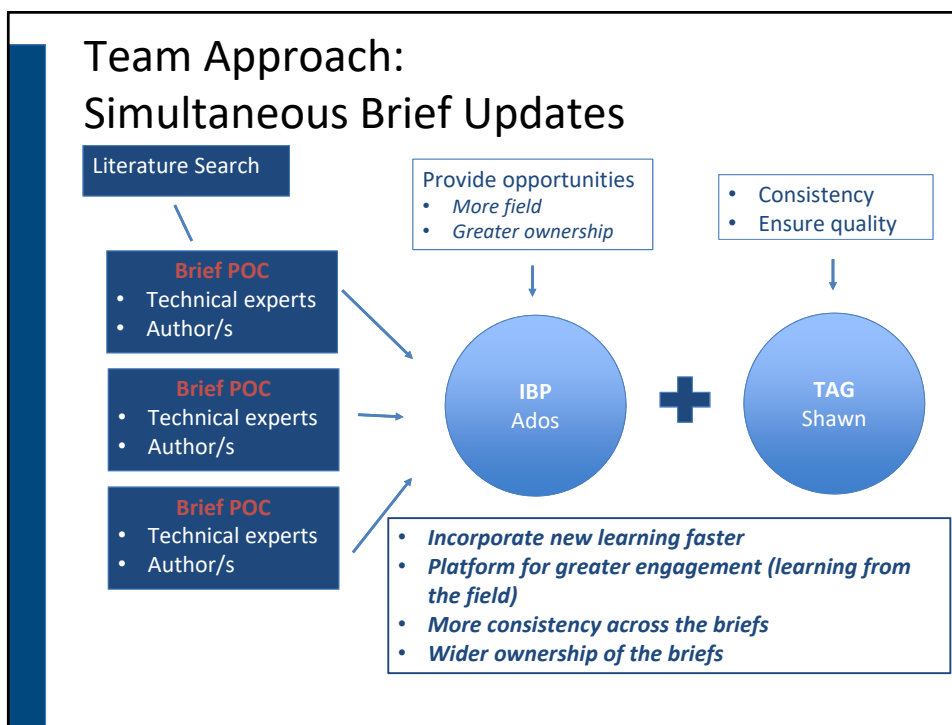 Team Approach:
Simultaneous Brief Updates
Literature Search
Provide opportunities
• More field
• Greater ownership
• Consistency
• Ensure quality
Brief POC
• Technical experts
• Author/s
Brief POC
• Technical experts
• Author/s
Brief POC
• Technical experts
• Author/s
IBP
Ados
TAG
Shawn
• Incorporate new learning faster
• Platform for greater engagement (learning from
the field)
• More consistency across the briefs
• Wider ownership of the briefs